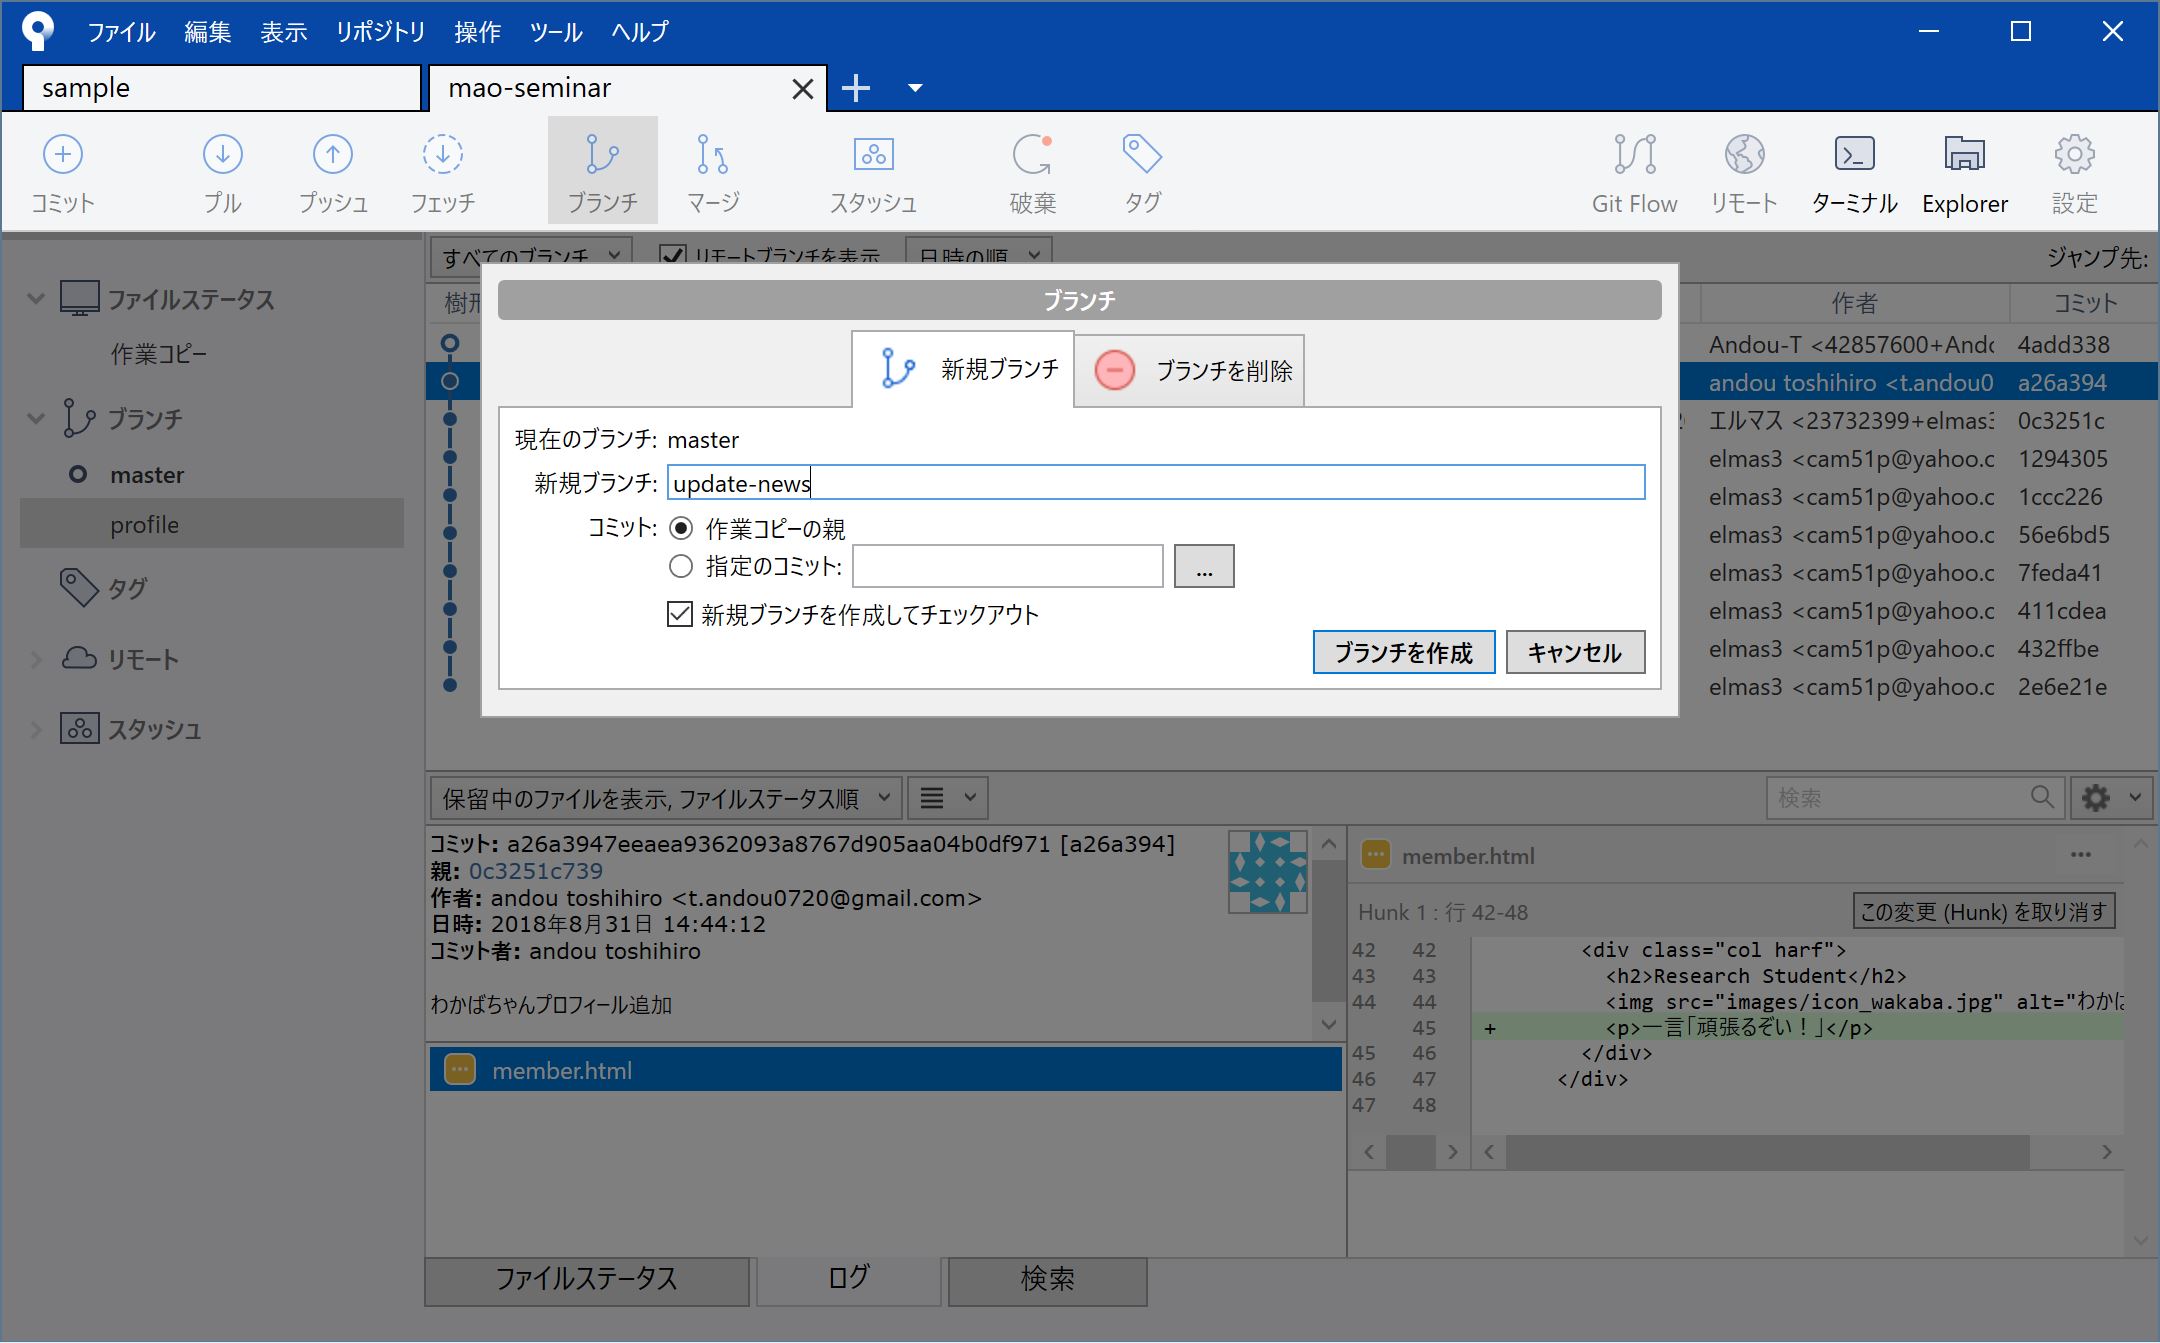 ファイル 編集 表示 リポジトリ 操作 ツール ヘルプ
sample
mao-seminar
コミット
プル
プッシュ
フェッチ
ブランチ
マージ
スタッシュ
破棄
タグ
Git Flow
リモート
ターミナル
Explorer
設定
ファイルステータス
作業コピー
ブランチ
master
profile
タグ
リモート
スタッシュ
すべてのブランチ
リモートブランチを表示
日時の順
ジャンプ先:
作者
コミット
Andou-T <42857600+Ando 4add338
andou toshihiro <t.andou0 a26a394
エルマス <23732399+elmas3 0c3251c
elmas3 <cam51p@yahoo.c 1294305
elmas3 <cam51p@yahoo.c 1ccc226
elmas3 <cam51p@yahoo.c 56e6bd5
elmas3 <cam51p@yahoo.c 7feda41
elmas3 <cam51p@yahoo.c 411cdea
elmas3 <cam51p@yahoo.c 432ffbe
elmas3 <cam51p@yahoo.c 2e6e21e
ブランチ
新規ブランチ
ブランチを削除
現在のブランチ: master
新規ブランチ: update-news
コミット: 作業コピーの親
指定のコミット:
...
新規ブランチを作成してチェックアウト
ブランチを作成
キャンセル
保留中のファイルを表示, ファイルステータス順
検索
コミット: a26a3947eeaea9362093a8767d905aa04b0df971 [a26a394]
親: 0c3251c739
作者: andou toshihiro <t.andou0720@gmail.com>
日時: 2018年8月31日 14:44:12
コミット者: andou toshihiro
わかばちゃんプロフィール追加
member.html
member.html
Hunk 1 : 行 42-48
この変更 (Hunk) を取り消す
42 42 <div class="col harf">
43 43 <h2>Research Student</h2>
44 44 <img src="images/icon_wakaba.jpg" alt="わかば
45 + <p>一言「頑張るぞい！」</p>
45 46 </div>
46 47 </div>
47 48
ファイルステータス
ログ
検索